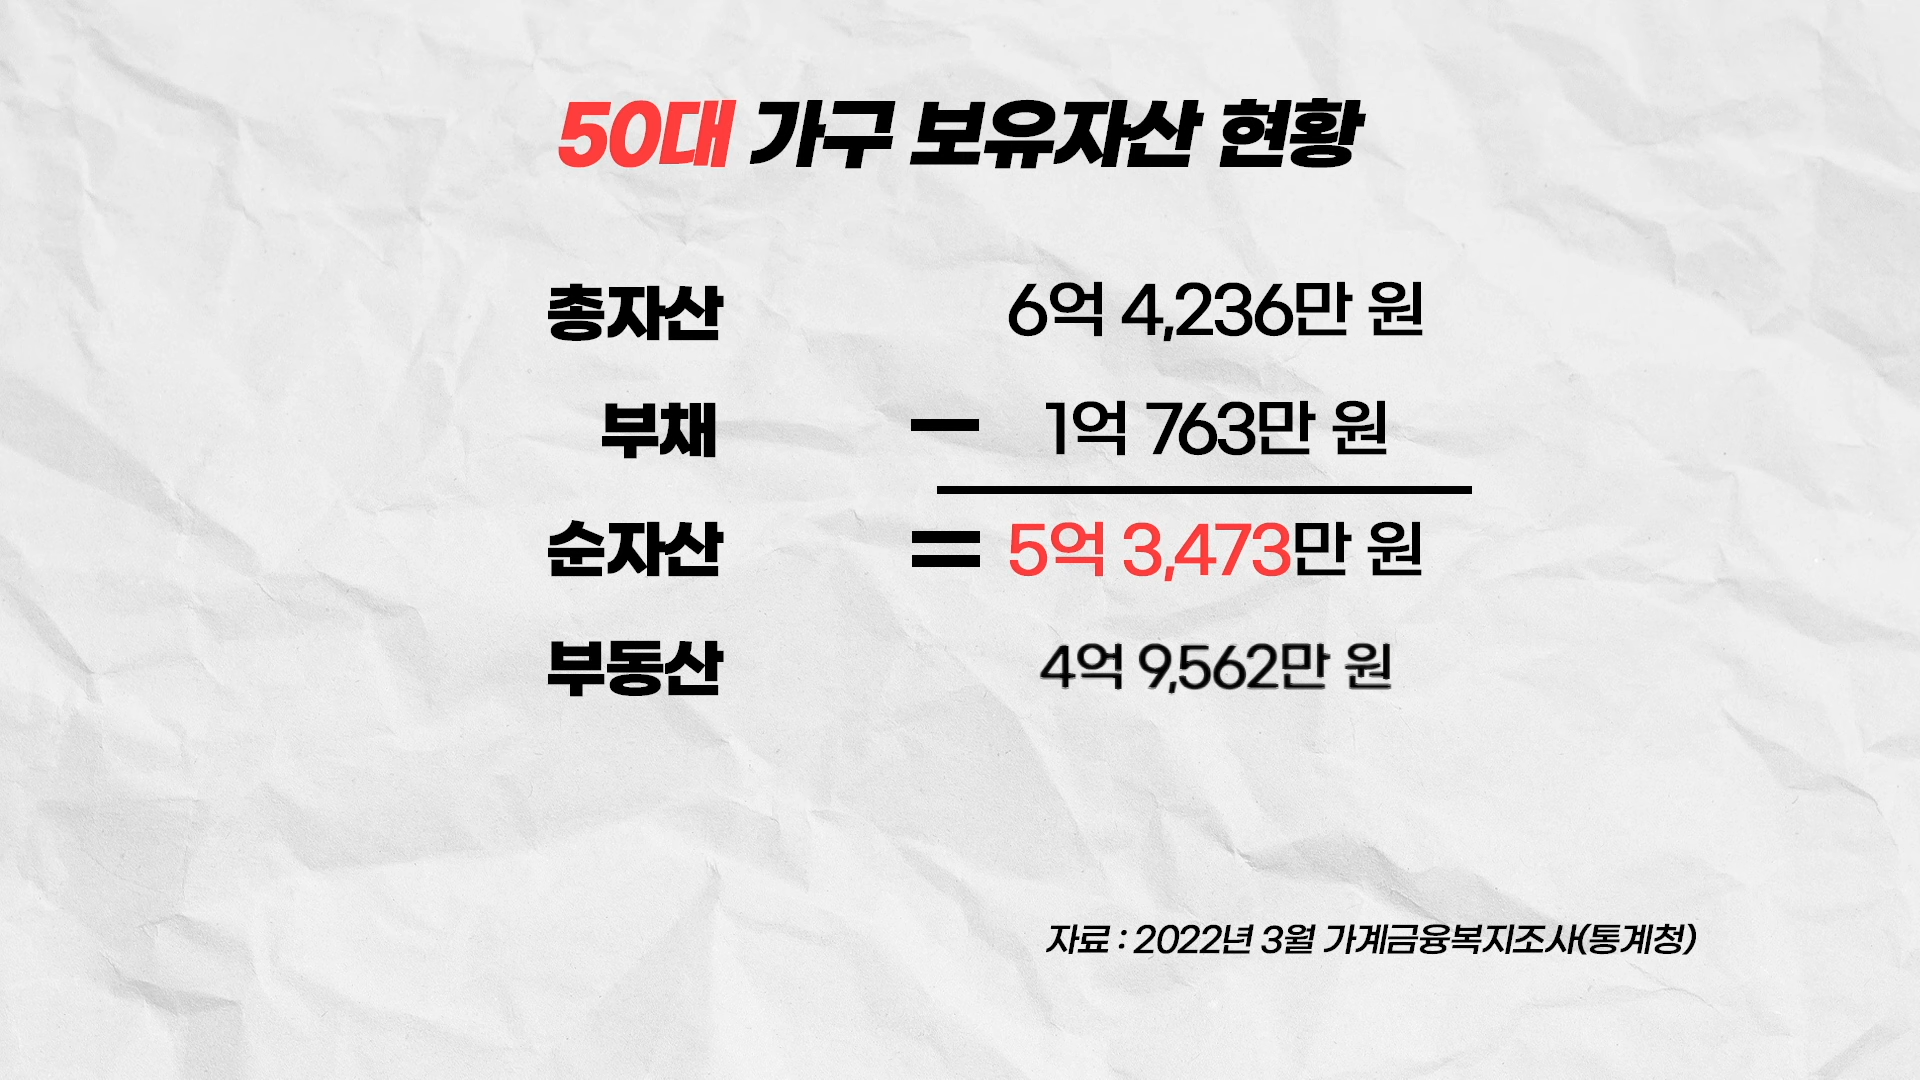 50대 가구 보유자산 현황
총자산 6억 4,236만 원
부채 - 1억 763만 원
순자산 = 5억 3,473만 원
부동산 4억 9,562만 원
자료 : 2022년 3월 가계금융복지조사(통계청)